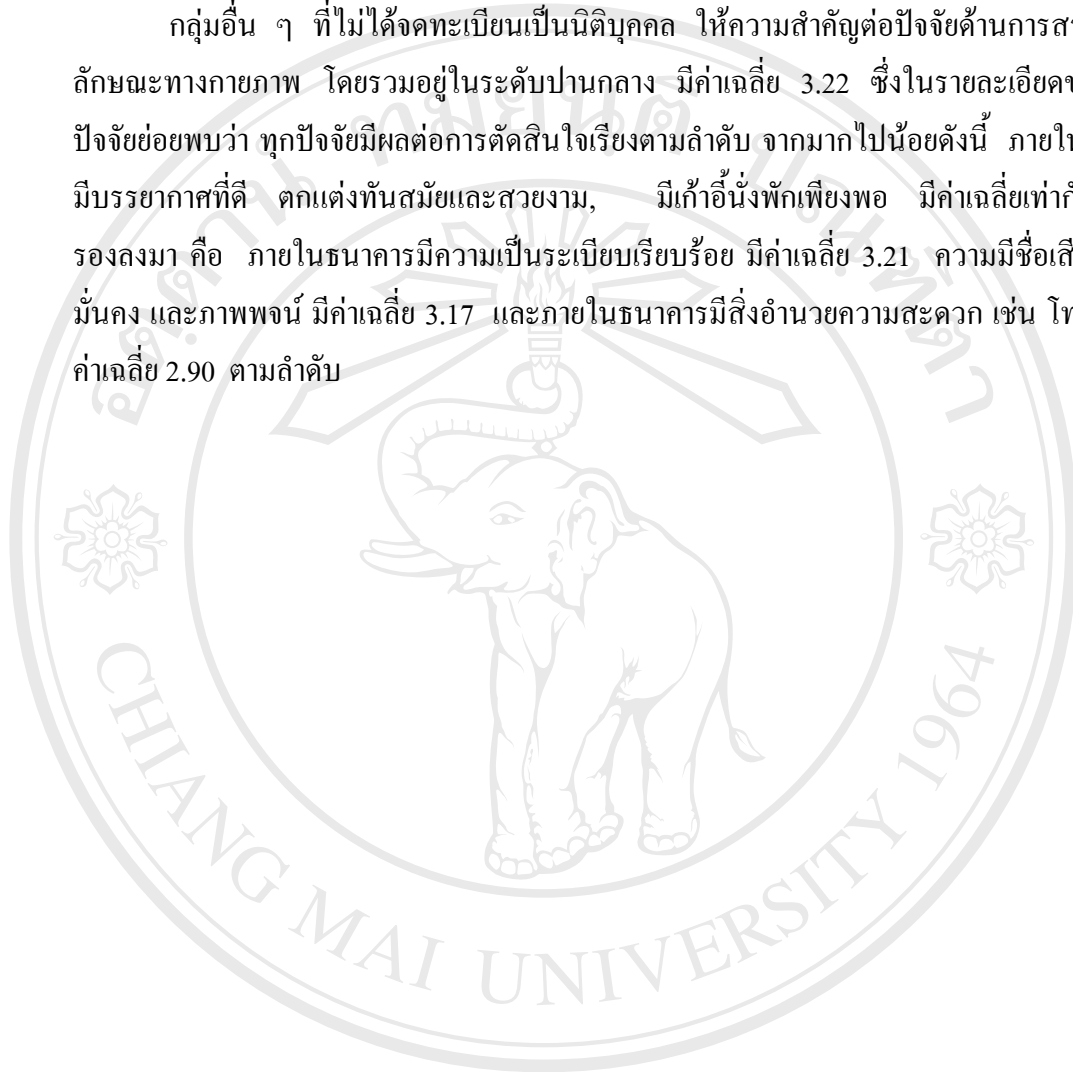 กลุ่มอื่น ๆ ที่ไม่ได้จดทะเบียนเป็นนิติบุคคล ให้ความสำคัญต่อปัจจัยด้านการสร
ลักษณะทางกายภาพ โดยรวมอยู่ในระดับปานกลาง มีค่าเฉลี่ย 3.22 ซึ่งในรายละเอียดข
ปัจจัยย่อยพบว่า ทุกปัจจัยมีผลต่อการตัดสินใจเรียงตามลำดับ จากมากไปน้อยดังนี้ ภายใน
มีบรรยากาศที่ดี ตกแต่งทันสมัยและสวยงาม, มีเก้าอี้นั่งพักเพียงพอ มีค่าเฉลี่ยเท่ากั
รองลงมา คือ ภายในธนาคารมีความเป็นระเบียบเรียบร้อย มีค่าเฉลี่ย 3.21 ความมีชื่อเสี
มั่นคง และภาพพจน์ มีค่าเฉลี่ย 3.17 และภายในธนาคารมีสิ่งอำนวยความสะดวก เช่น โท
ค่าเฉลี่ย 2.90 ตามลำดับ
อตฺตานํ ทมยนฺติ ปณฺฑิตา
CHIANG MAI UNIVERSITY 1964